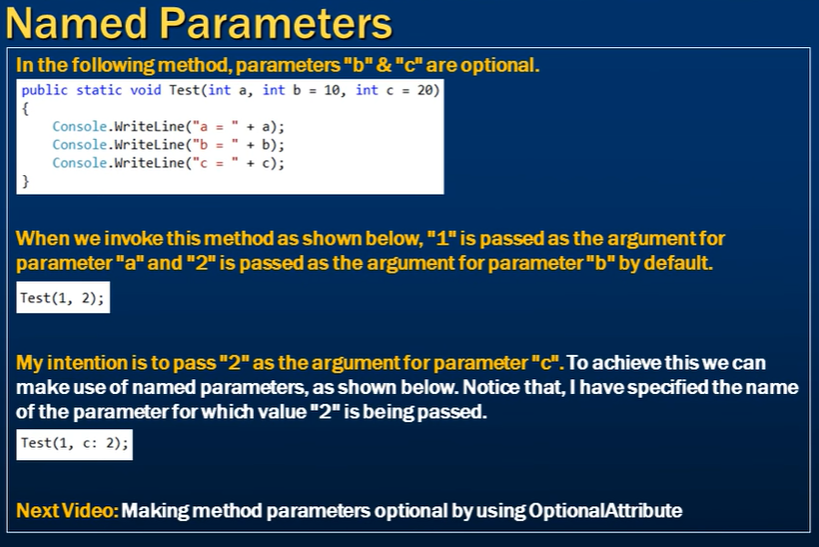 Named Parameters
In the following method, parameters "b" & "c" are optional.
public static void Test(int a, int b = 10, int c = 20)
{
    Console.WriteLine("a = " + a);
    Console.WriteLine("b = " + b);
    Console.WriteLine("c = " + c);
}
When we invoke this method as shown below, "1" is passed as the argument for
parameter "a" and "2" is passed as the argument for parameter "b" by default.
Test(1, 2);
My intention is to pass "2" as the argument for parameter "c". To achieve this we can
make use of named parameters, as shown below. Notice that, I have specified the name
of the parameter for which value "2" is being passed.
Test(1, c: 2);
Next Video: Making method parameters optional by using OptionalAttribute